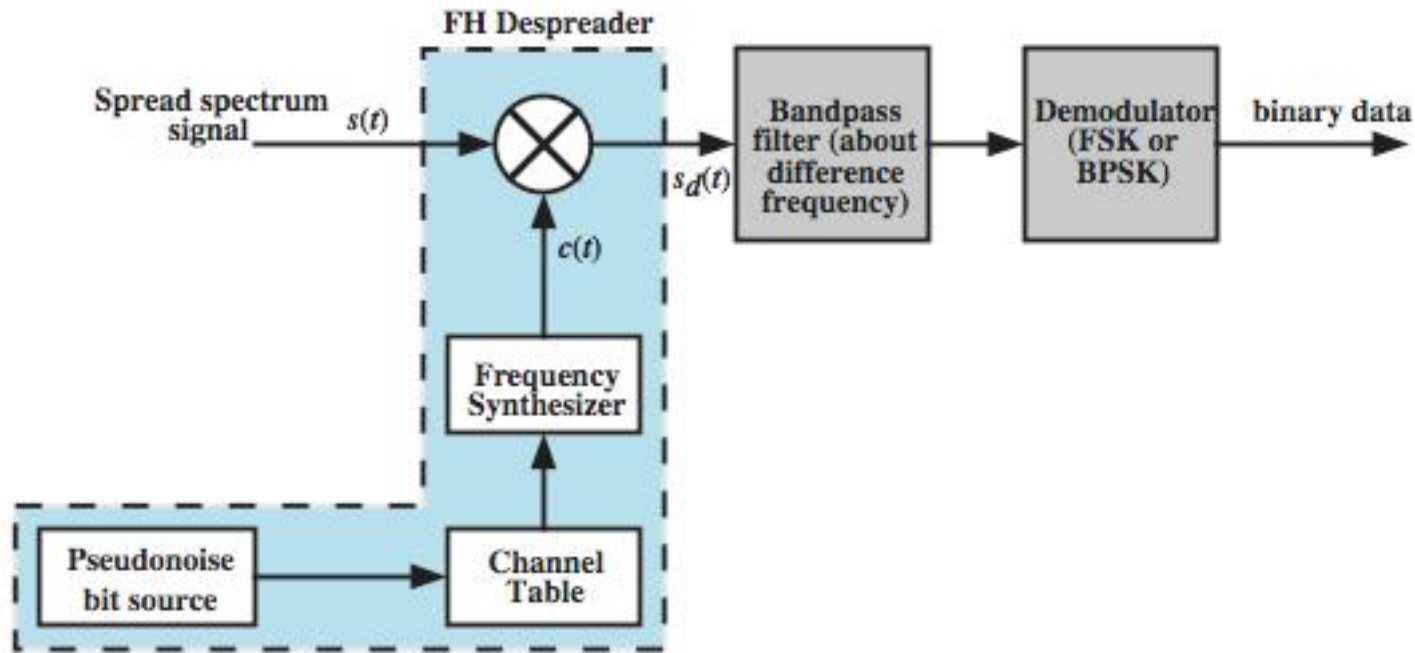 FH Despreader
Spread spectrum
signal
s(t)
s_d(t)
Bandpass
filter (about
difference
frequency)
Demodulator
(FSK or
BPSK)
binary data
c(t)
Frequency
Synthesizer
Pseudonoise
bit source
Channel
Table